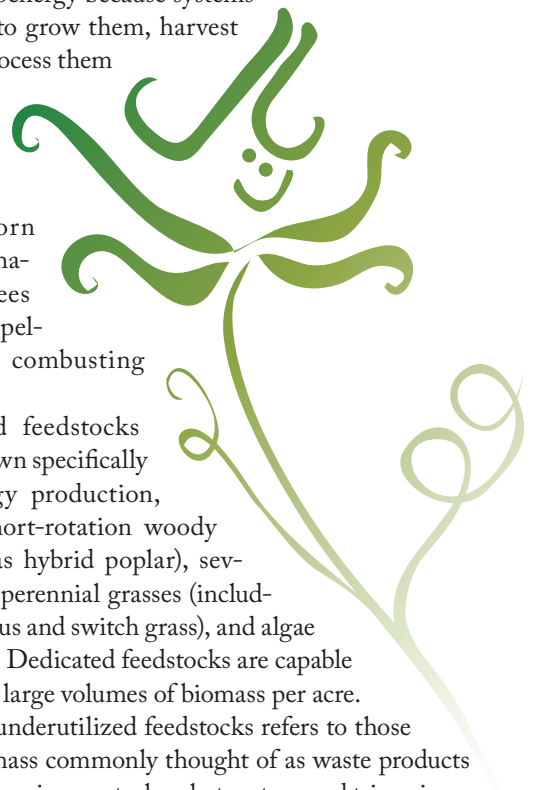 oenergy because systems
to grow them, harvest
ocess them
orn
na-
ees
pel-
combusting
d feedstocks
wn specifically
gy production,
hort-rotation woody
as hybrid poplar), sev-
perennial grasses (includ-
us and switch grass), and algae
Dedicated feedstocks are capable
large volumes of biomass per acre.
underutilized feedstocks refers to those
mass commonly thought of as waste products